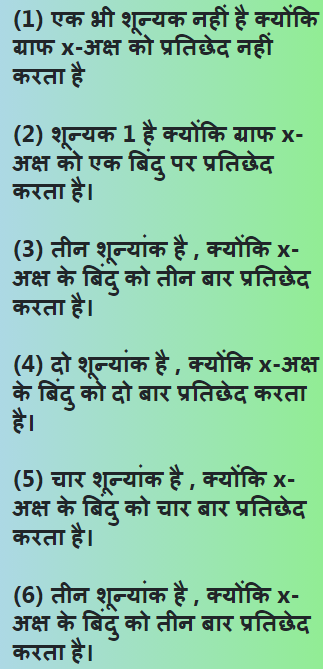 (1) एक भी शून्यक नहीं है क्योंकि
ग्राफ x-अक्ष को प्रतिछेद नहीं
करता है
(2) शून्यक 1 है क्योंकि ग्राफ x-
अक्ष को एक बिंदु पर प्रतिछेद
करता है।
(3) तीन शून्यांक है , क्योंकि x-
अक्ष के बिंदु को तीन बार प्रतिछेद
करता है।
(4) दो शून्यांक है , क्योंकि x-अक्ष
के बिंदु को दो बार प्रतिछेद करता
है।
(5) चार शून्यांक है , क्योंकि x-
अक्ष के बिंदु को चार बार प्रतिछेद
करता है।
(6) तीन शून्यांक है , क्योंकि x-
अक्ष के बिंदु को तीन बार प्रतिछेद
करता है।